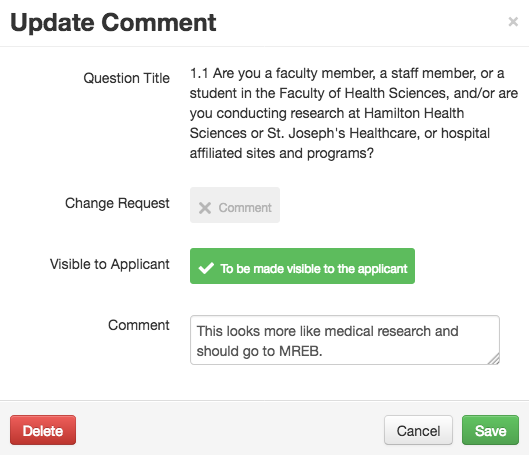 Update Comment
×
Question Title
1.1 Are you a faculty member, a staff member, or a
student in the Faculty of Health Sciences, and/or are
you conducting research at Hamilton Health
Sciences or St. Joseph's Healthcare, or hospital
affiliated sites and programs?
Change Request
Comment
Visible to Applicant
To be made visible to the applicant
Comment
This looks more like medical research and
should go to MREB.
Delete
Cancel
Save